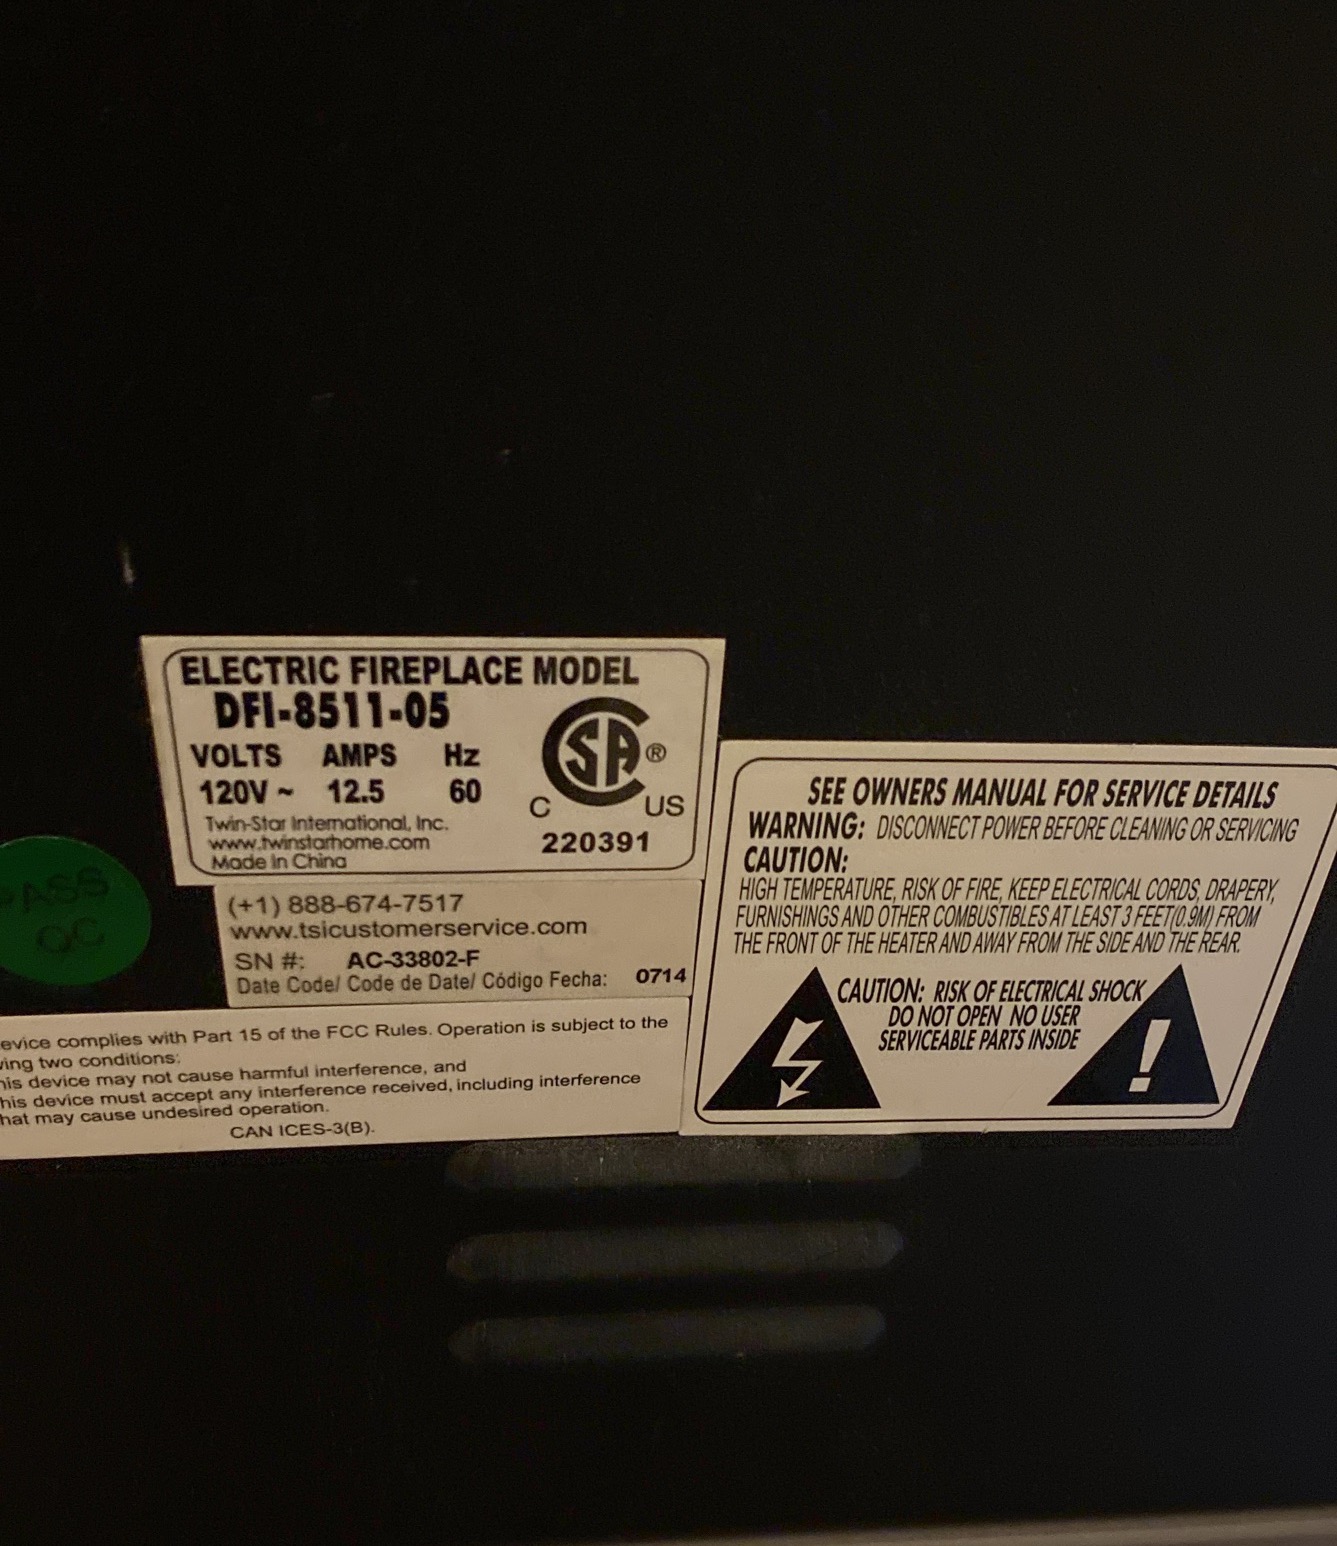 ELECTRIC FIREPLACE MODEL
DFI-8511-05
VOLTS AMPS Hz
120V ~ 12.5 60
Twin-Star International, Inc.
www.twinstarhome.com
Made in China
SA ®
C US
220391
(+1) 888-674-7517
www.tsicustomerservice.com
SN #: AC-33802-F
Date Code/ Code de Date/ Código Fecha: 0714
PASS
QC
evice complies with Part 15 of the FCC Rules. Operation is subject to the
wing two conditions:
his device may not cause harmful interference, and
his device must accept any interference received, including interference
hat may cause undesired operation.
CAN ICES-3(B).
SEE OWNERS MANUAL FOR SERVICE DETAILS
WARNING: DISCONNECT POWER BEFORE CLEANING OR SERVICING
CAUTION:
HIGH TEMPERATURE, RISK OF FIRE, KEEP ELECTRICAL CORDS, DRAPERY,
FURNISHINGS AND OTHER COMBUSTIBLES AT LEAST 3 FEET(0.9M) FROM
THE FRONT OF THE HEATER AND AWAY FROM THE SIDE AND THE REAR.
CAUTION: RISK OF ELECTRICAL SHOCK
DO NOT OPEN NO USER
SERVICEABLE PARTS INSIDE
!